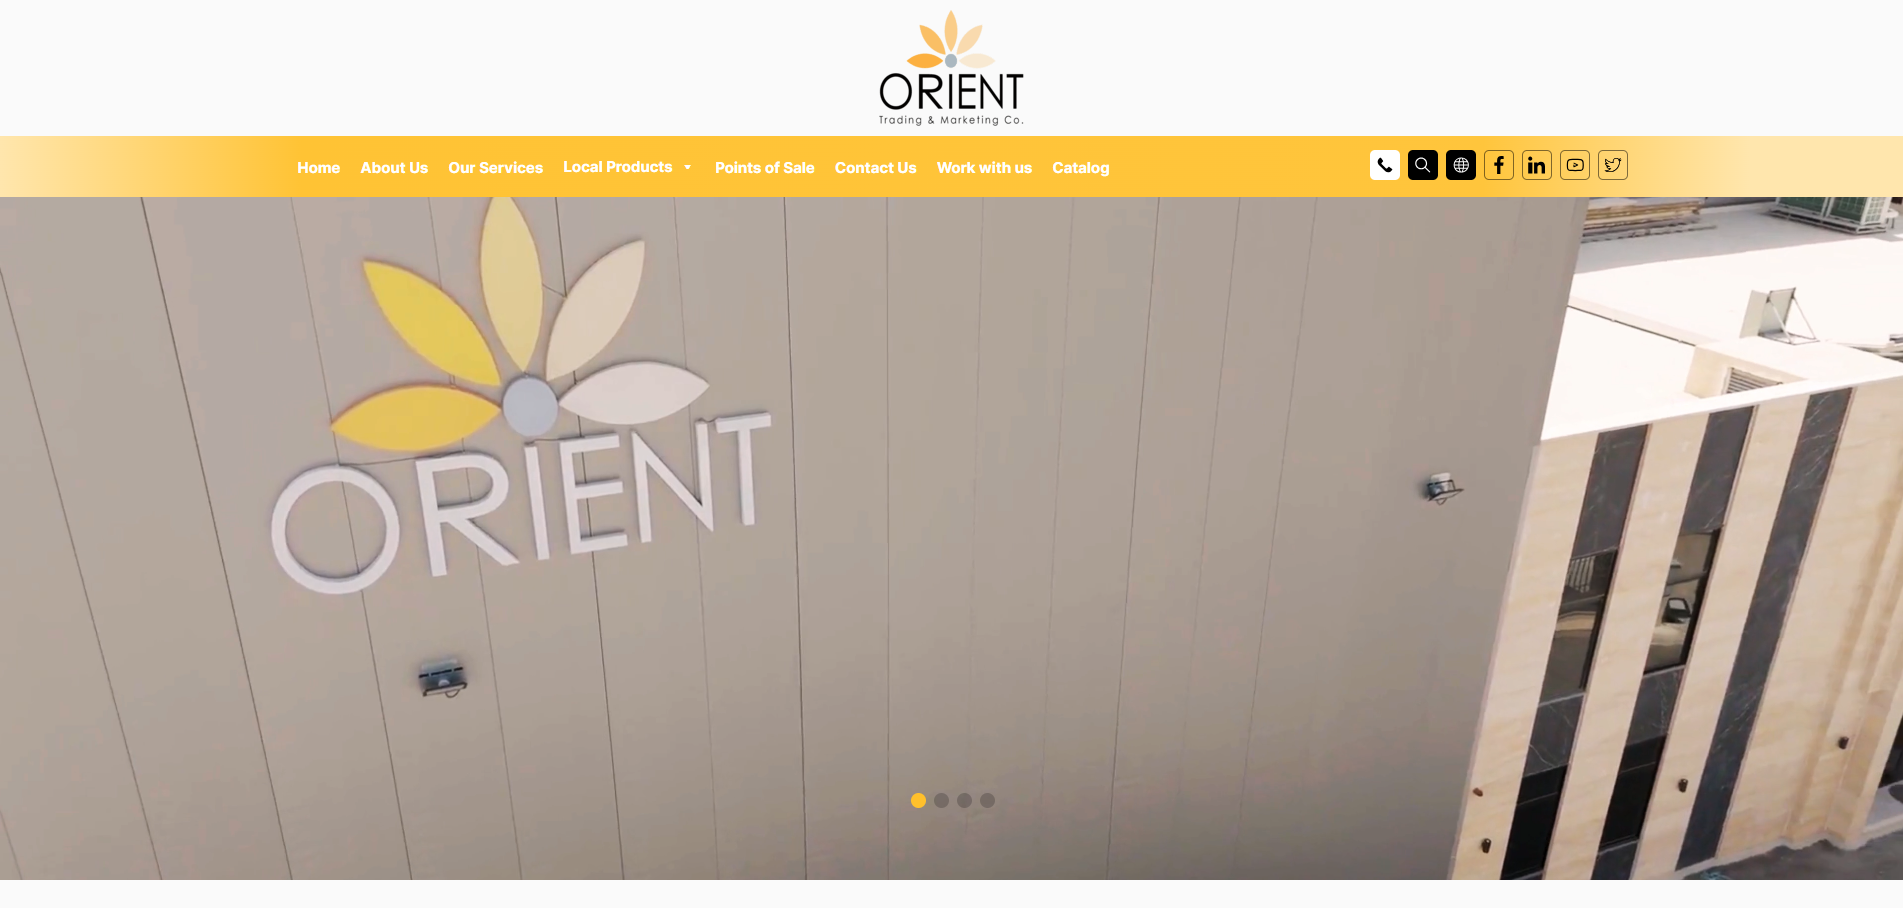 ORIENT
Trading & Marketing Co.
Home About Us Our Services Local Products Points of Sale Contact Us Work with us Catalog
ORIENT